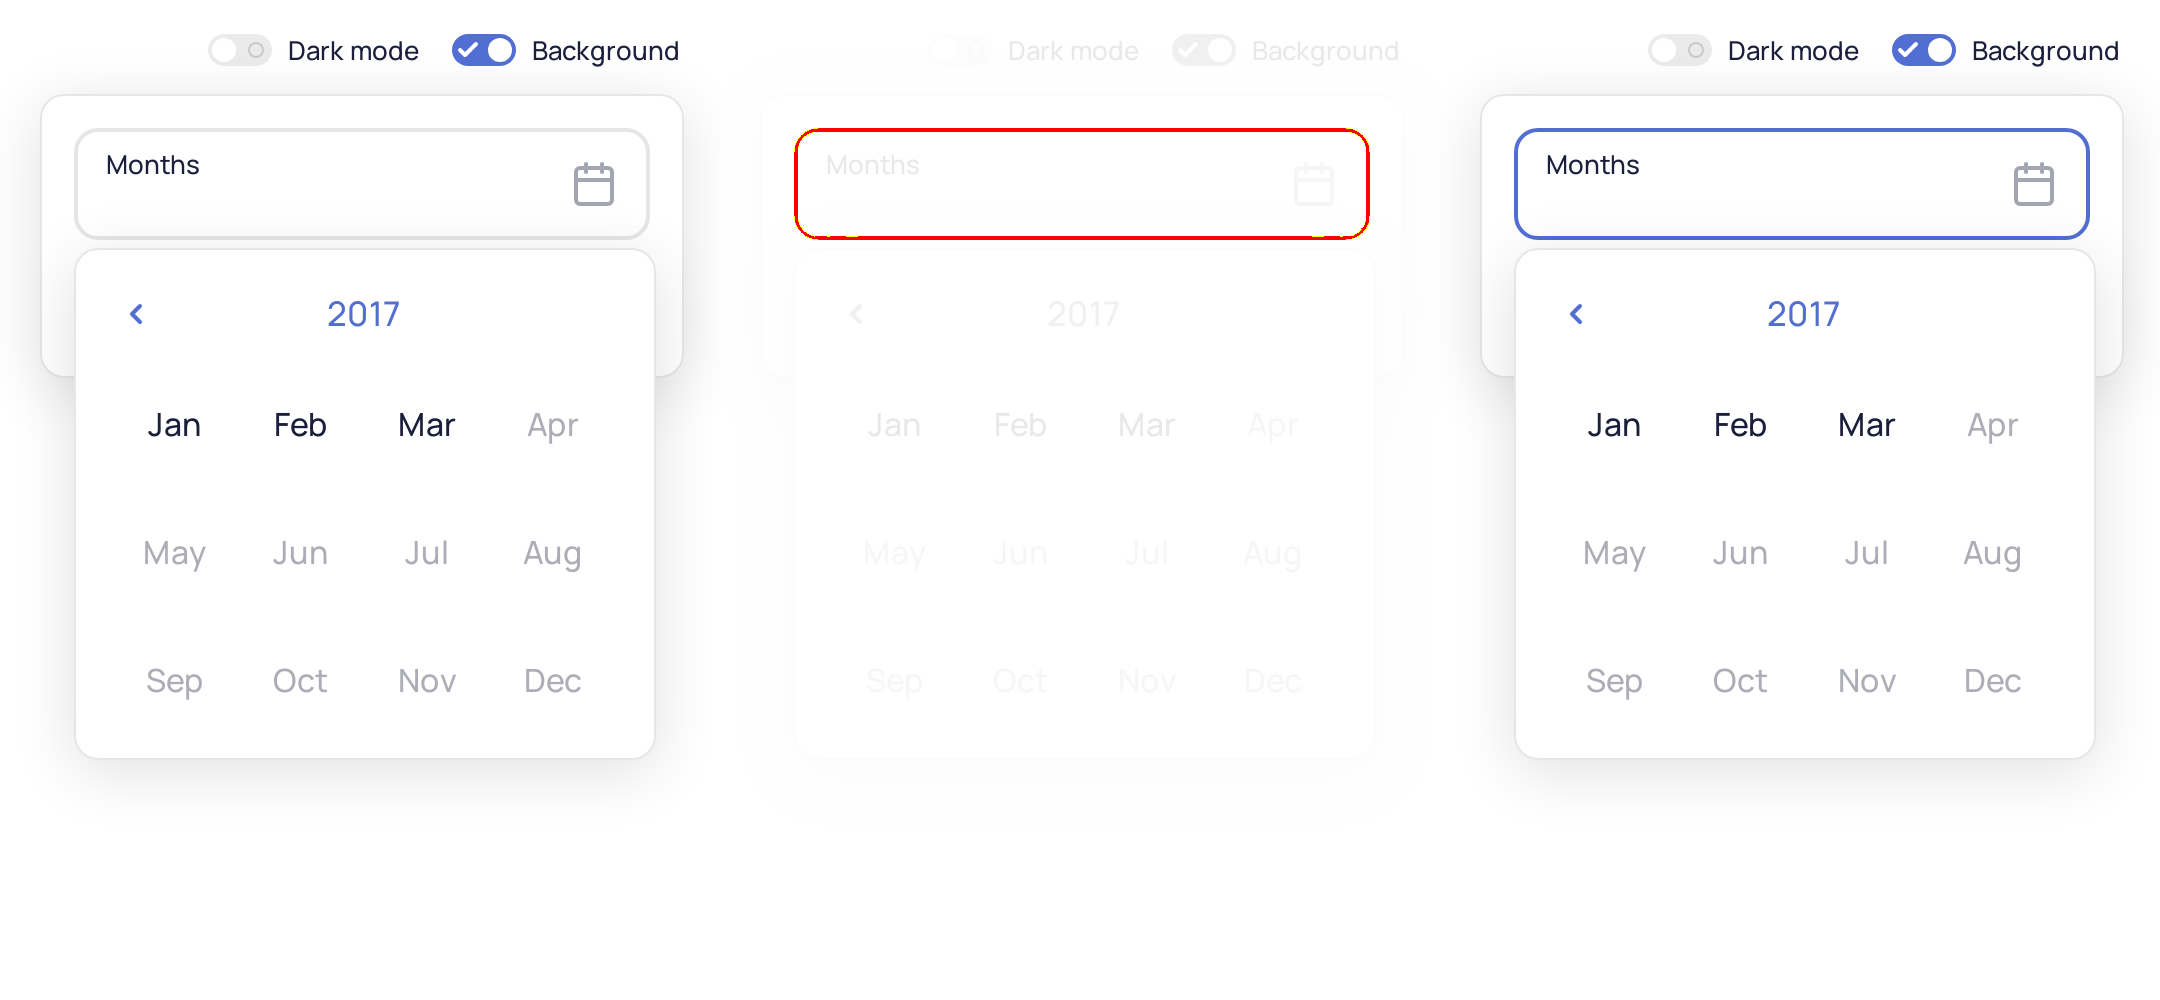 Dark mode Background Dark mode Background Dark mode Background
Months Months Months
2017 2017 2017
Jan Feb Mar Apr Jan Feb Mar Apr Jan Feb Mar Apr
May Jun Jul Aug May Jun Jul Aug May Jun Jul Aug
Sep Oct Nov Dec Sep Oct Nov Dec Sep Oct Nov Dec